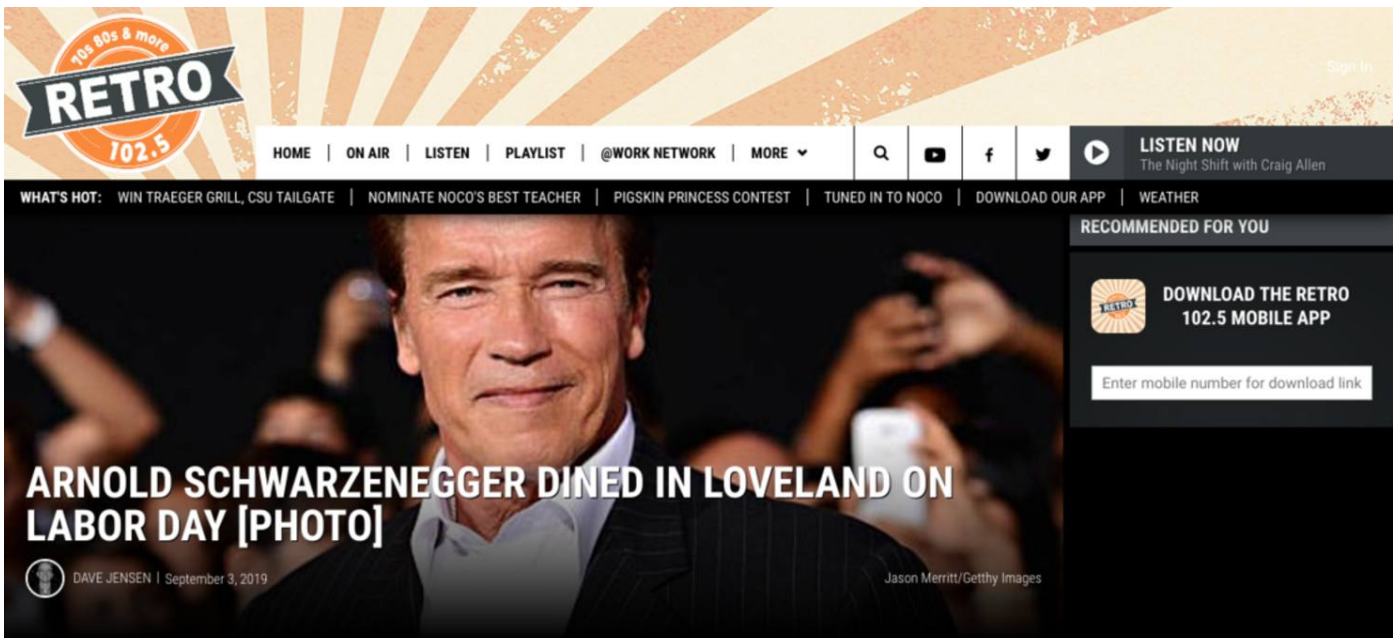 70s 80s & more
RETRO
102.5
Sign In
HOME | ON AIR | LISTEN | PLAYLIST | @WORK NETWORK | MORE
LISTEN NOW
The Night Shift with Craig Allen
WHAT'S HOT: WIN TRAEGER GRILL, CSU TAILGATE | NOMINATE NOCO'S BEST TEACHER | PIGSKIN PRINCESS CONTEST | TUNED IN TO NOCO | DOWNLOAD OUR APP | WEATHER
RECOMMENDED FOR YOU
RETRO
DOWNLOAD THE RETRO
102.5 MOBILE APP
Enter mobile number for download link
ARNOLD SCHWARZENEGGER DINED IN LOVELAND ON
LABOR DAY [PHOTO]
DAVE JENSEN | September 3, 2019
Jason Merritt/Getthy Images